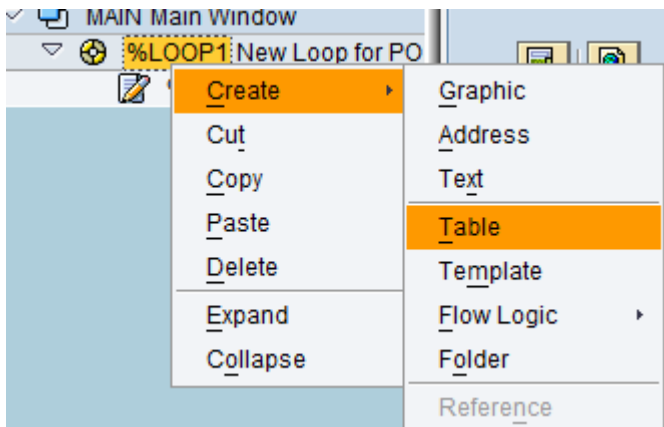 MAIN Main Window
%LOOP1 New Loop for PO
Create
Cut
Copy
Paste
Delete
Expand
Collapse
Graphic
Address
Text
Table
Template
Flow Logic
Folder
Reference